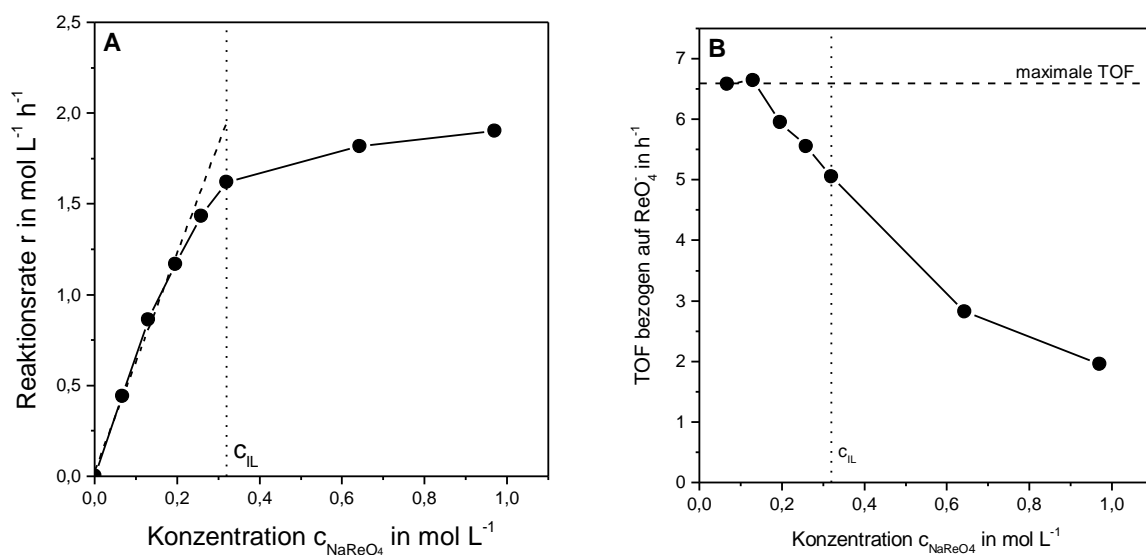 A
2,5
2,0
1,5
1,0
0,5
0,0
Reaktionsrate r in mol L⁻¹ h⁻¹
c_IL
0,0 0,2 0,4 0,6 0,8 1,0
Konzentration c_NaReO₄ in mol L⁻¹
B
maximale TOF
7
6
5
4
3
2
1
0
TOF bezogen auf ReO₄⁻ in h⁻¹
c_IL
0,0 0,2 0,4 0,6 0,8 1,0
Konzentration c_NaReO4 in mol L⁻¹